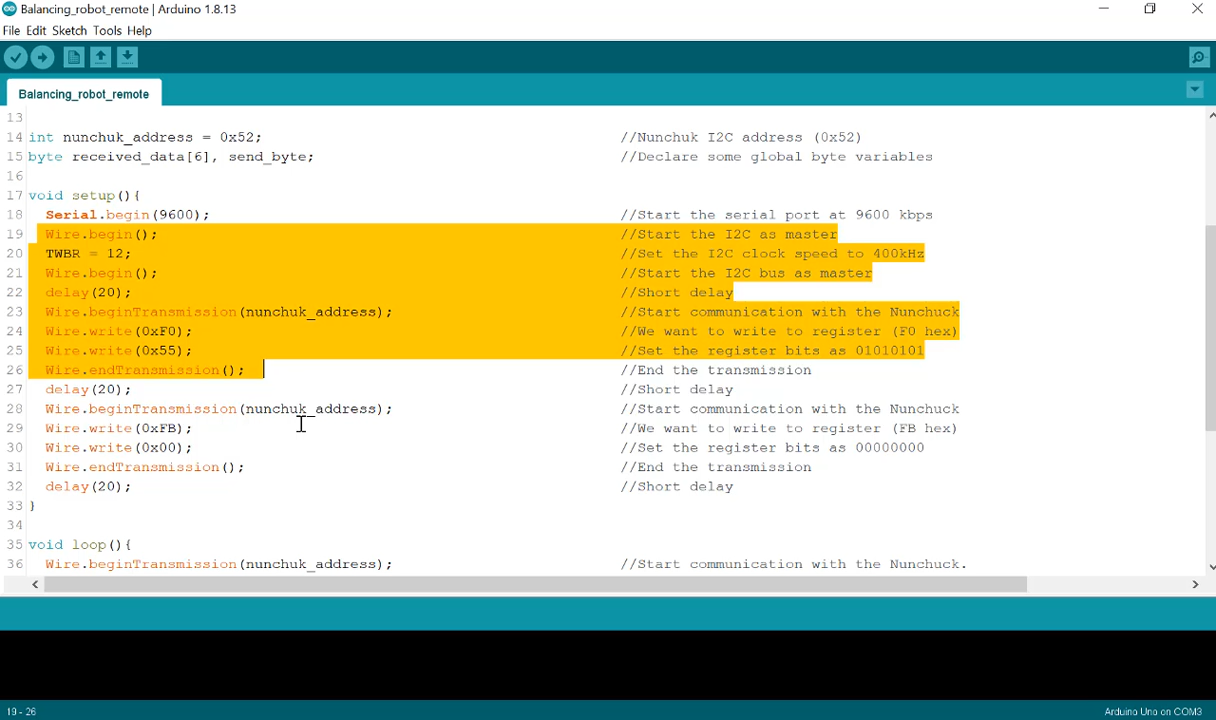 Balancing_robot_remote | Arduino 1.8.13
File Edit Sketch Tools Help
Balancing_robot_remote
13
14 int nunchuk_address = 0x52; //Nunchuk I2C address (0x52)
15 byte received_data[6], send_byte; //Declare some global byte variables
16
17 void setup(){
18 Serial.begin(9600); //Start the serial port at 9600 kbps
19 Wire.begin(); //Start the I2C as master
20 TWBR = 12; //Set the I2C clock speed to 400kHz
21 Wire.begin(); //Start the I2C bus as master
22 delay(20); //Short delay
23 Wire.beginTransmission(nunchuk_address); //Start communication with the Nunchuck
24 Wire.write(0xF0); //We want to write to register (F0 hex)
25 Wire.write(0x55); //Set the register bits as 01010101
26 Wire.endTransmission(); //End the transmission
27 delay(20); //Short delay
28 Wire.beginTransmission(nunchuk_address); //Start communication with the Nunchuck
29 Wire.write(0xFB); //We want to write to register (FB hex)
30 Wire.write(0x00); //Set the register bits as 00000000
31 Wire.endTransmission(); //End the transmission
32 delay(20); //Short delay
33 }
34
35 void loop(){
36 Wire.beginTransmission(nunchuk_address); //Start communication with the Nunchuck.
19 - 26
Arduino Uno on COM3